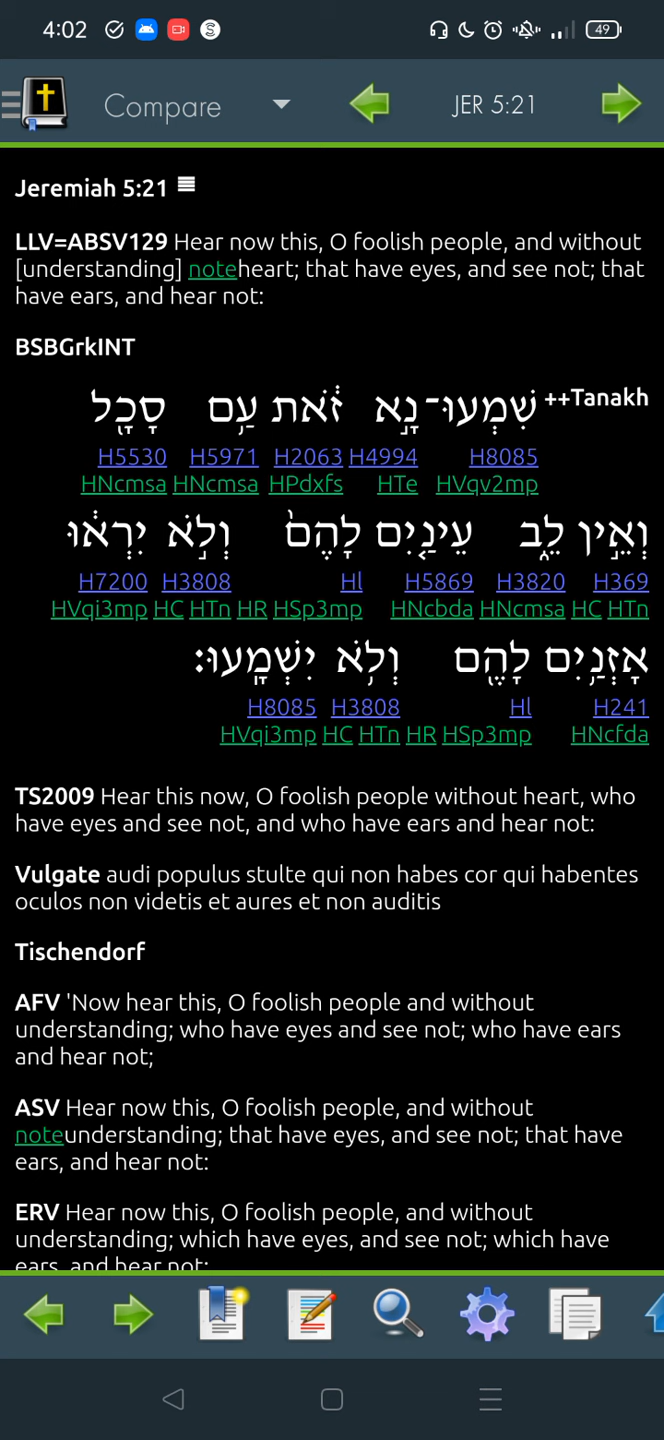 4:02
49
Compare
JER 5:21
Jeremiah 5:21
LLV=ABSV129 Hear now this, O foolish people, and without
[understanding] noteheart; that have eyes, and see not; that
have ears, and hear not:
BSBGrkINT
++Tanakh שִׁמְעוּ־נָ֣א זֹ֔את עַ֥ם סָכָ֖ל
H8085 H4994 H2063 H5971 H5530
HVqv2mp HTe HPdxfs HNcmsa HNcmsa
וְאֵ֣ין לֵ֑ב עֵינַ֤יִם לָהֶם֙ וְלֹ֣א יִרְא֔וּ
H369 H3820 H5869 Hl H3808 H7200
HC HTn HNcmsa HNcbda HR HSp3mp HC HTn HVqi3mp
אָזְנַ֥יִם לָהֶ֖ם וְלֹ֥א יִשְׁמָֽעוּ׃
H241 Hl H3808 H8085
HNcfda HR HSp3mp HC HTn HVqi3mp
TS2009 Hear this now, O foolish people without heart, who
have eyes and see not, and who have ears and hear not:
Vulgate audi populus stulte qui non habes cor qui habentes
oculos non videtis et aures et non auditis
Tischendorf
AFV 'Now hear this, O foolish people and without
understanding; who have eyes and see not; who have ears
and hear not;
ASV Hear now this, O foolish people, and without
noteunderstanding; that have eyes, and see not; that have
ears, and hear not:
ERV Hear now this, O foolish people, and without
understanding; which have eyes, and see not; which have
ears, and hear not: